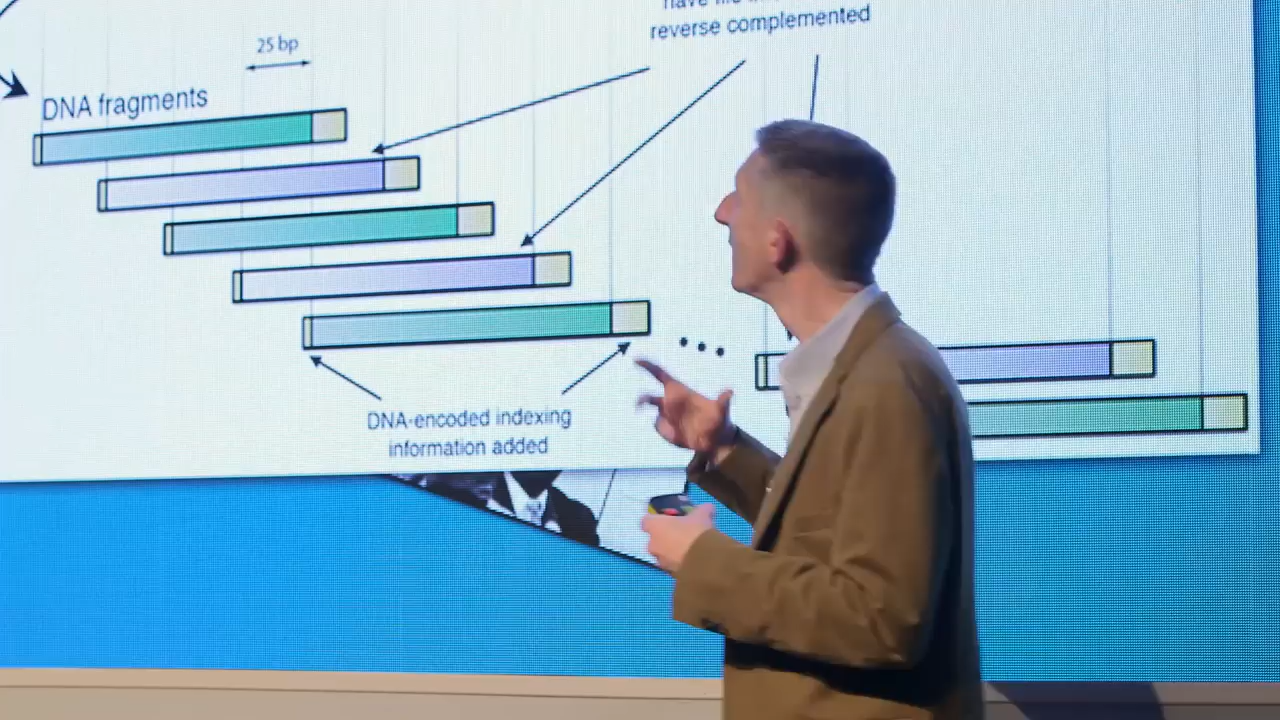 reverse complemented
25 bp
DNA fragments
DNA-encoded indexing
information added